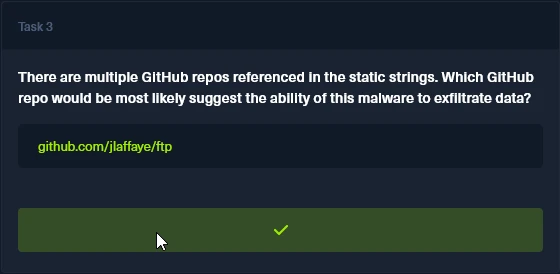 Task 3
There are multiple GitHub repos referenced in the static strings. Which GitHub
repo would be most likely suggest the ability of this malware to exfiltrate data?
github.com/jlaffaye/ftp